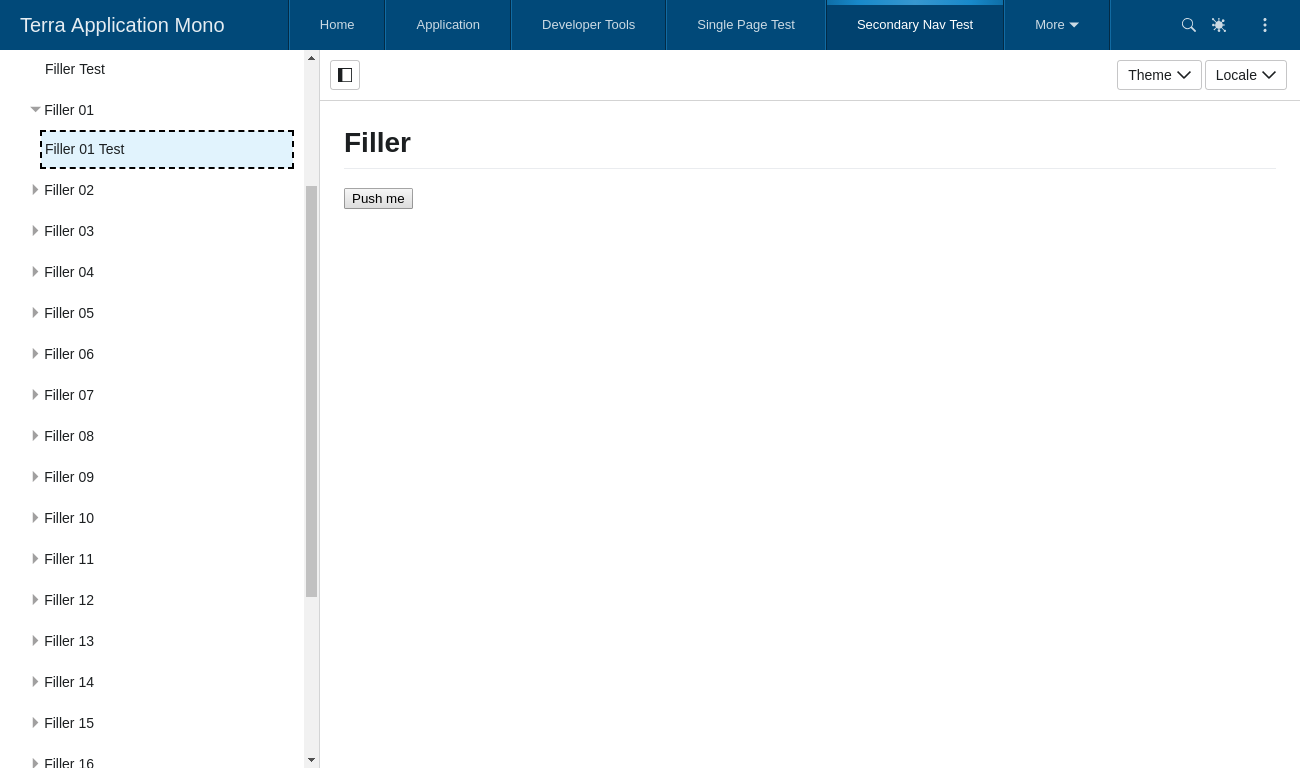 Terra Application Mono
Home
Application
Developer Tools
Single Page Test
Secondary Nav Test
More
Theme
Locale
Filler Test
Filler 01
Filler 01 Test
Filler 02
Filler 03
Filler 04
Filler 05
Filler 06
Filler 07
Filler 08
Filler 09
Filler 10
Filler 11
Filler 12
Filler 13
Filler 14
Filler 15
Filler 16
Filler
Push me